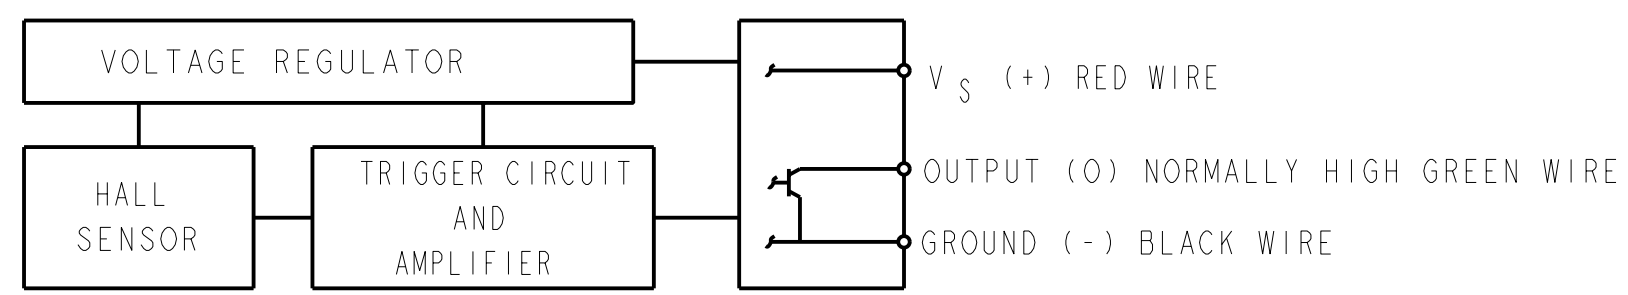 VOLTAGE REGULATOR
V S (+) RED WIRE
HALL
SENSOR
TRIGGER CIRCUIT
AND
AMPLIFIER
OUTPUT (O) NORMALLY HIGH GREEN WIRE
GROUND (-) BLACK WIRE